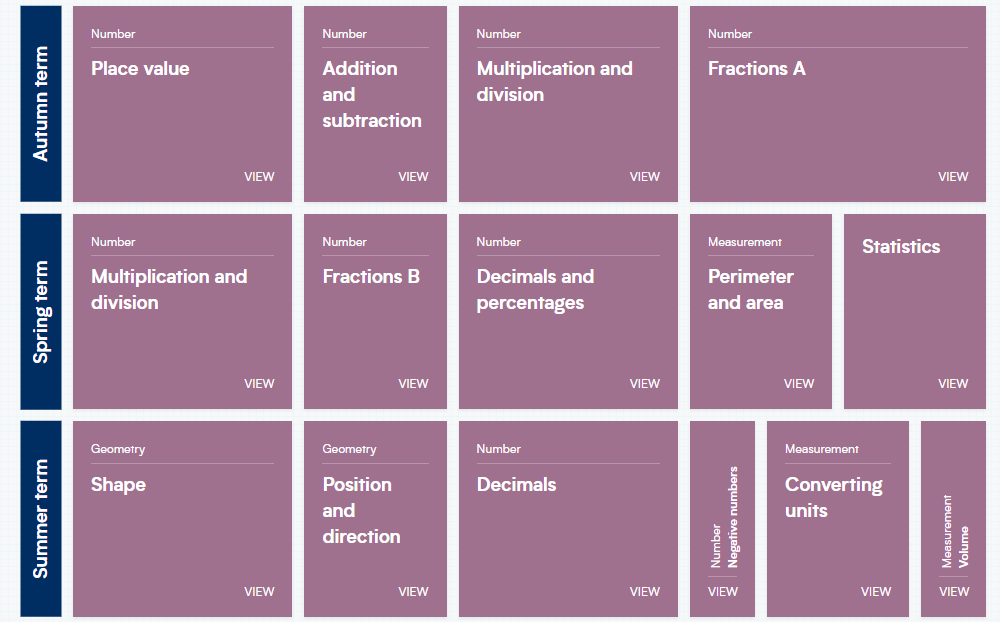 Autumn term
Number
Place value
VIEW
Number
Addition
and
subtraction
VIEW
Number
Multiplication and
division
VIEW
Number
Fractions A
VIEW
Spring term
Number
Multiplication and
division
VIEW
Number
Fractions B
VIEW
Number
Decimals and
percentages
VIEW
Measurement
Perimeter
and area
VIEW
Statistics
VIEW
Summer term
Geometry
Shape
VIEW
Geometry
Position
and
direction
VIEW
Number
Decimals
VIEW
Number
Negative numbers
VIEW
Measurement
Converting
units
VIEW
Measurement
Volume
VIEW